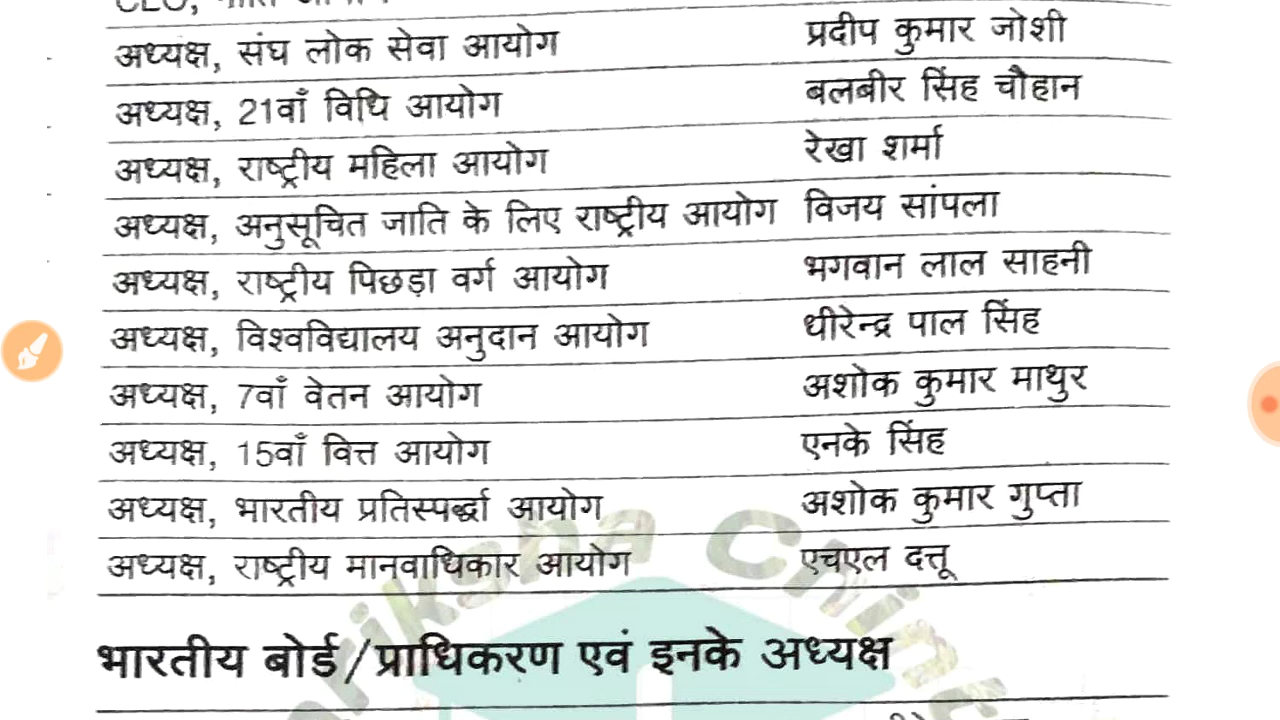 अध्यक्ष, संघ लोक सेवा आयोग प्रदीप कुमार जोशी
अध्यक्ष, 21वाँ विधि आयोग बलबीर सिंह चौहान
अध्यक्ष, राष्ट्रीय महिला आयोग रेखा शर्मा
अध्यक्ष, अनुसूचित जाति के लिए राष्ट्रीय आयोग विजय सांपला
अध्यक्ष, राष्ट्रीय पिछड़ा वर्ग आयोग भगवान लाल साहनी
अध्यक्ष, विश्वविद्यालय अनुदान आयोग धीरेन्द्र पाल सिंह
अध्यक्ष, 7वाँ वेतन आयोग अशोक कुमार माथुर
अध्यक्ष, 15वाँ वित्त आयोग एनके सिंह
अध्यक्ष, भारतीय प्रतिस्पर्द्धा आयोग अशोक कुमार गुप्ता
अध्यक्ष, राष्ट्रीय मानवाधिकार आयोग एचएल दत्तू
भारतीय बोर्ड/प्राधिकरण एवं इनके अध्यक्ष